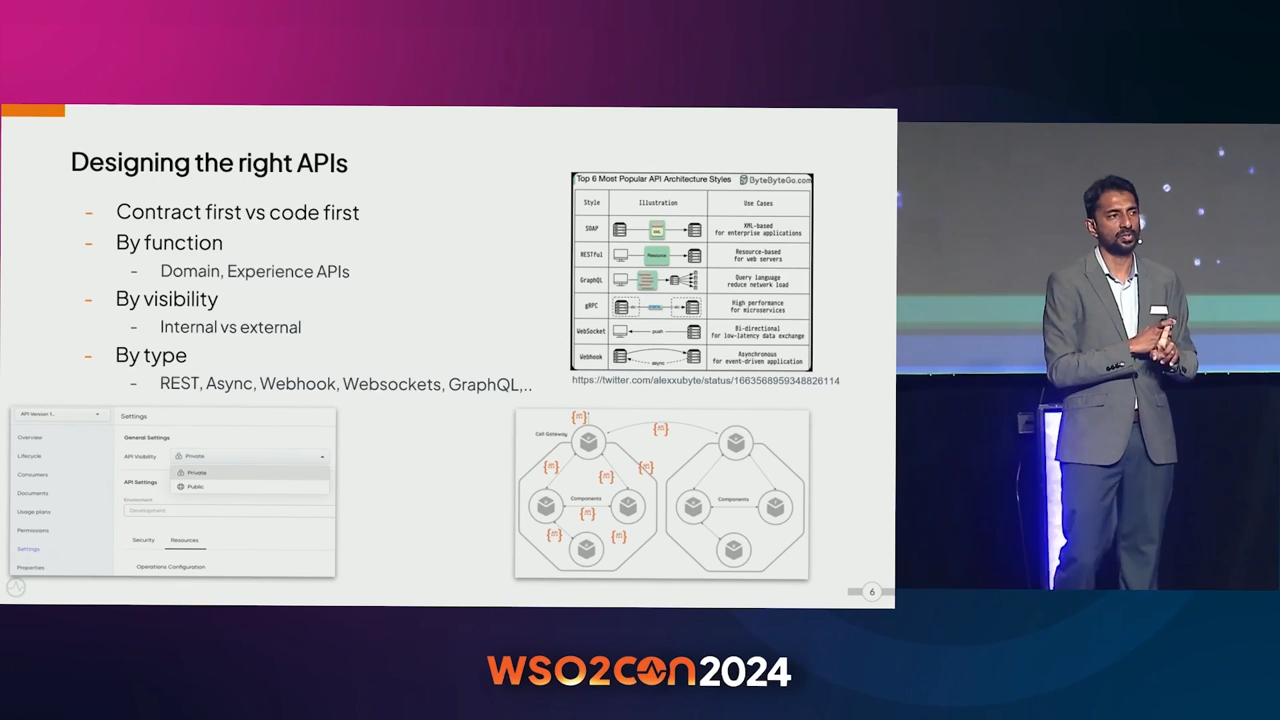 Designing the right APIs
- Contract first vs code first
- By function
- Domain, Experience APIs
- By visibility
- Internal vs external
- By type
- REST, Async, Webhook, Websockets, GraphQL,..
Top 6 Most Popular API Architecture Styles ByteByteGo.com
Style Illustration Use Cases
SOAP XML-based
for enterprise applications
RESTful Resource Resource-based
for web servers
GraphQL Query language
reduce network load
gRPC High performance
for microservices
WebSocket push Bi-directional
for low-latency data exchange
Webhook async Asynchronous
for event-driven application
https://twitter.com/alexxubyte/status/1663568959348826114
API Version 1..
Overview
Lifecycle
Consumers
Documents
Usage plans
Permissions
Settings
Properties
Settings
General Settings
API Visibility Private
Private
Public
API Settings
Environment
Development
Security Resources
Operations Configuration
Cell Gateway
Components
Components
6
WSO2CON2024